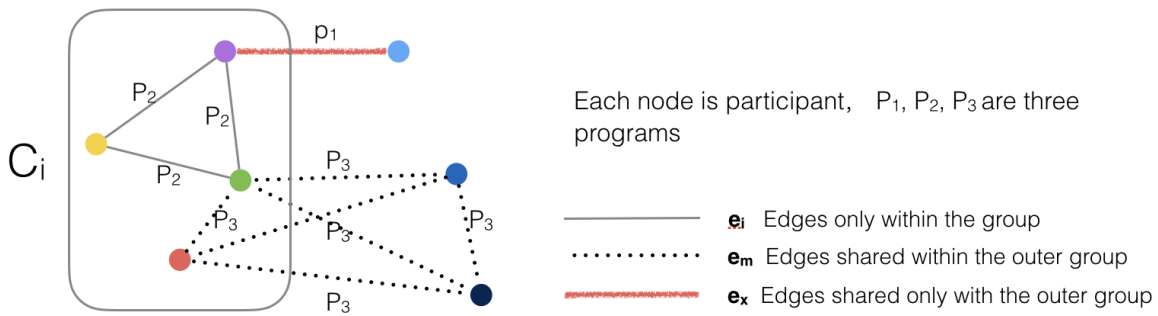 p1
P2
P2
Each node is participant, P1, P2, P3 are three
programs
Ci
P2
P3
P3
P3
P3
P3
ei Edges only within the group
em Edges shared within the outer group
ex Edges shared only with the outer group